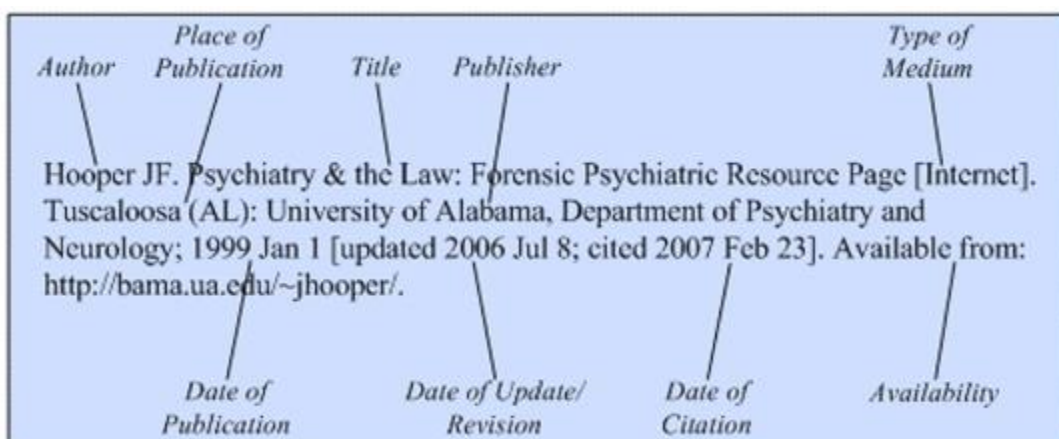 Place of
Author Publication Title Publisher
Type of
Medium
Hooper JF. Psychiatry & the Law: Forensic Psychiatric Resource Page [Internet].
Tuscaloosa (AL): University of Alabama, Department of Psychiatry and
Neurology; 1999 Jan 1 [updated 2006 Jul 8; cited 2007 Feb 23]. Available from:
http://bama.ua.edu/~jhooper/.
Date of
Publication
Date of Update/
Revision
Date of
Citation
Availability